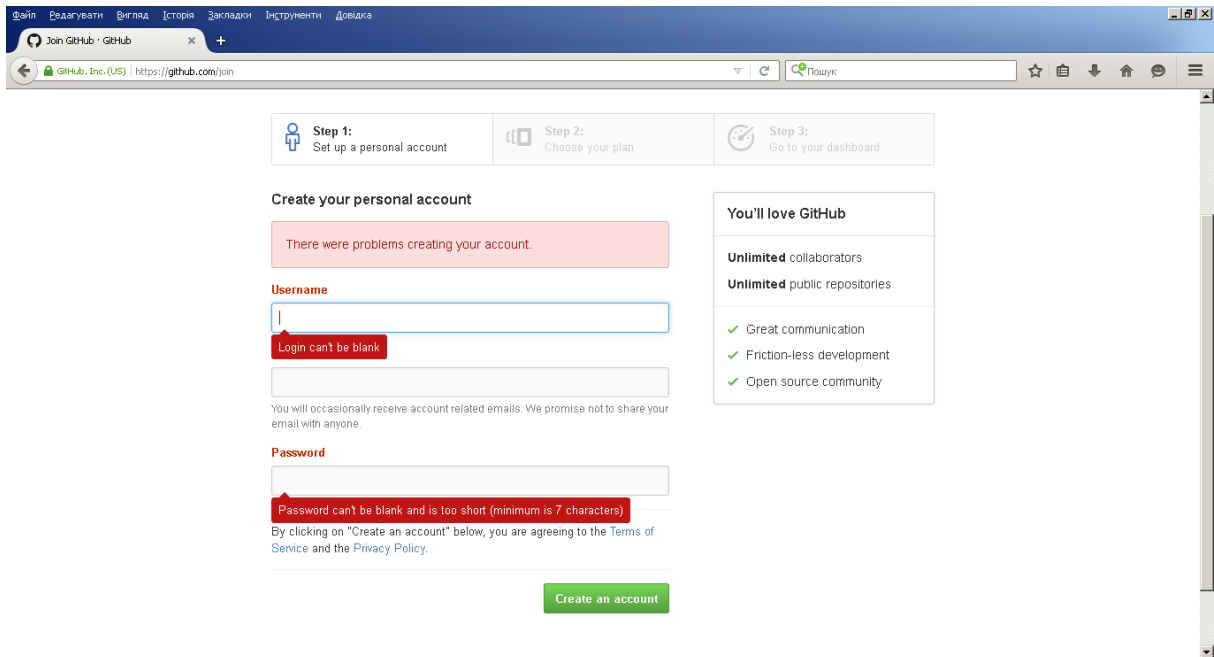 Файл Редагувати Вигляд Історія Закладки Інструменти Довідка
Join GitHub · GitHub
GitHub, Inc. (US) https://github.com/join
Пошук
Step 1:
Set up a personal account
Step 2:
Choose your plan
Step 3:
Go to your dashboard
Create your personal account
There were problems creating your account.
Username
Login can't be blank
You will occasionally receive account related emails. We promise not to share your
email with anyone.
Password
Password can't be blank and is too short (minimum is 7 characters)
By clicking on "Create an account" below, you are agreeing to the Terms of
Service and the Privacy Policy.
Create an account
You'll love GitHub
Unlimited collaborators
Unlimited public repositories
Great communication
Friction-less development
Open source community